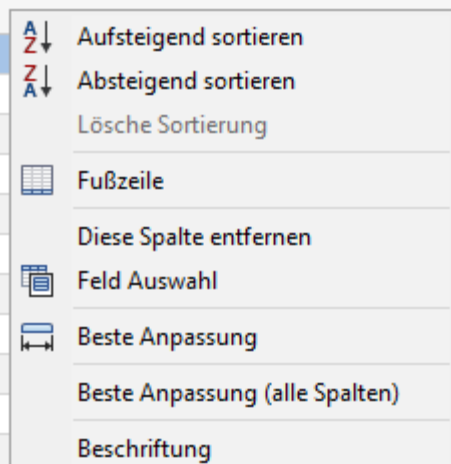 Aufsteigend sortieren
Absteigend sortieren
Lösche Sortierung
Fußzeile
Diese Spalte entfernen
Feld Auswahl
Beste Anpassung
Beste Anpassung (alle Spalten)
Beschriftung